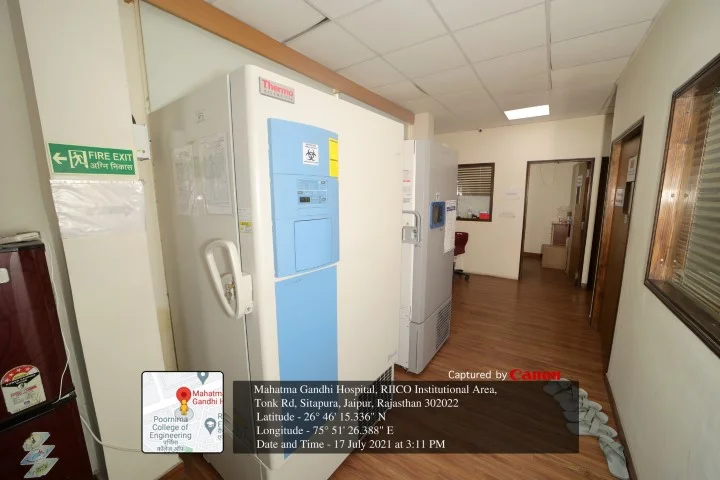 Thermo
FIRE EXIT
अग्नि निकास
Captured by Canon
Mahatma Gandhi Hospital, RIICO Institutional Area,
Tonk Rd, Sitapura, Jaipur, Rajasthan 302022
Latitude - 26° 46' 15.336" N
Longitude - 75° 51' 26.388" E
Date and Time - 17 July 2021 at 3:11 PM
Mahatm
Gandhi H
Poornima
College of
Engineering